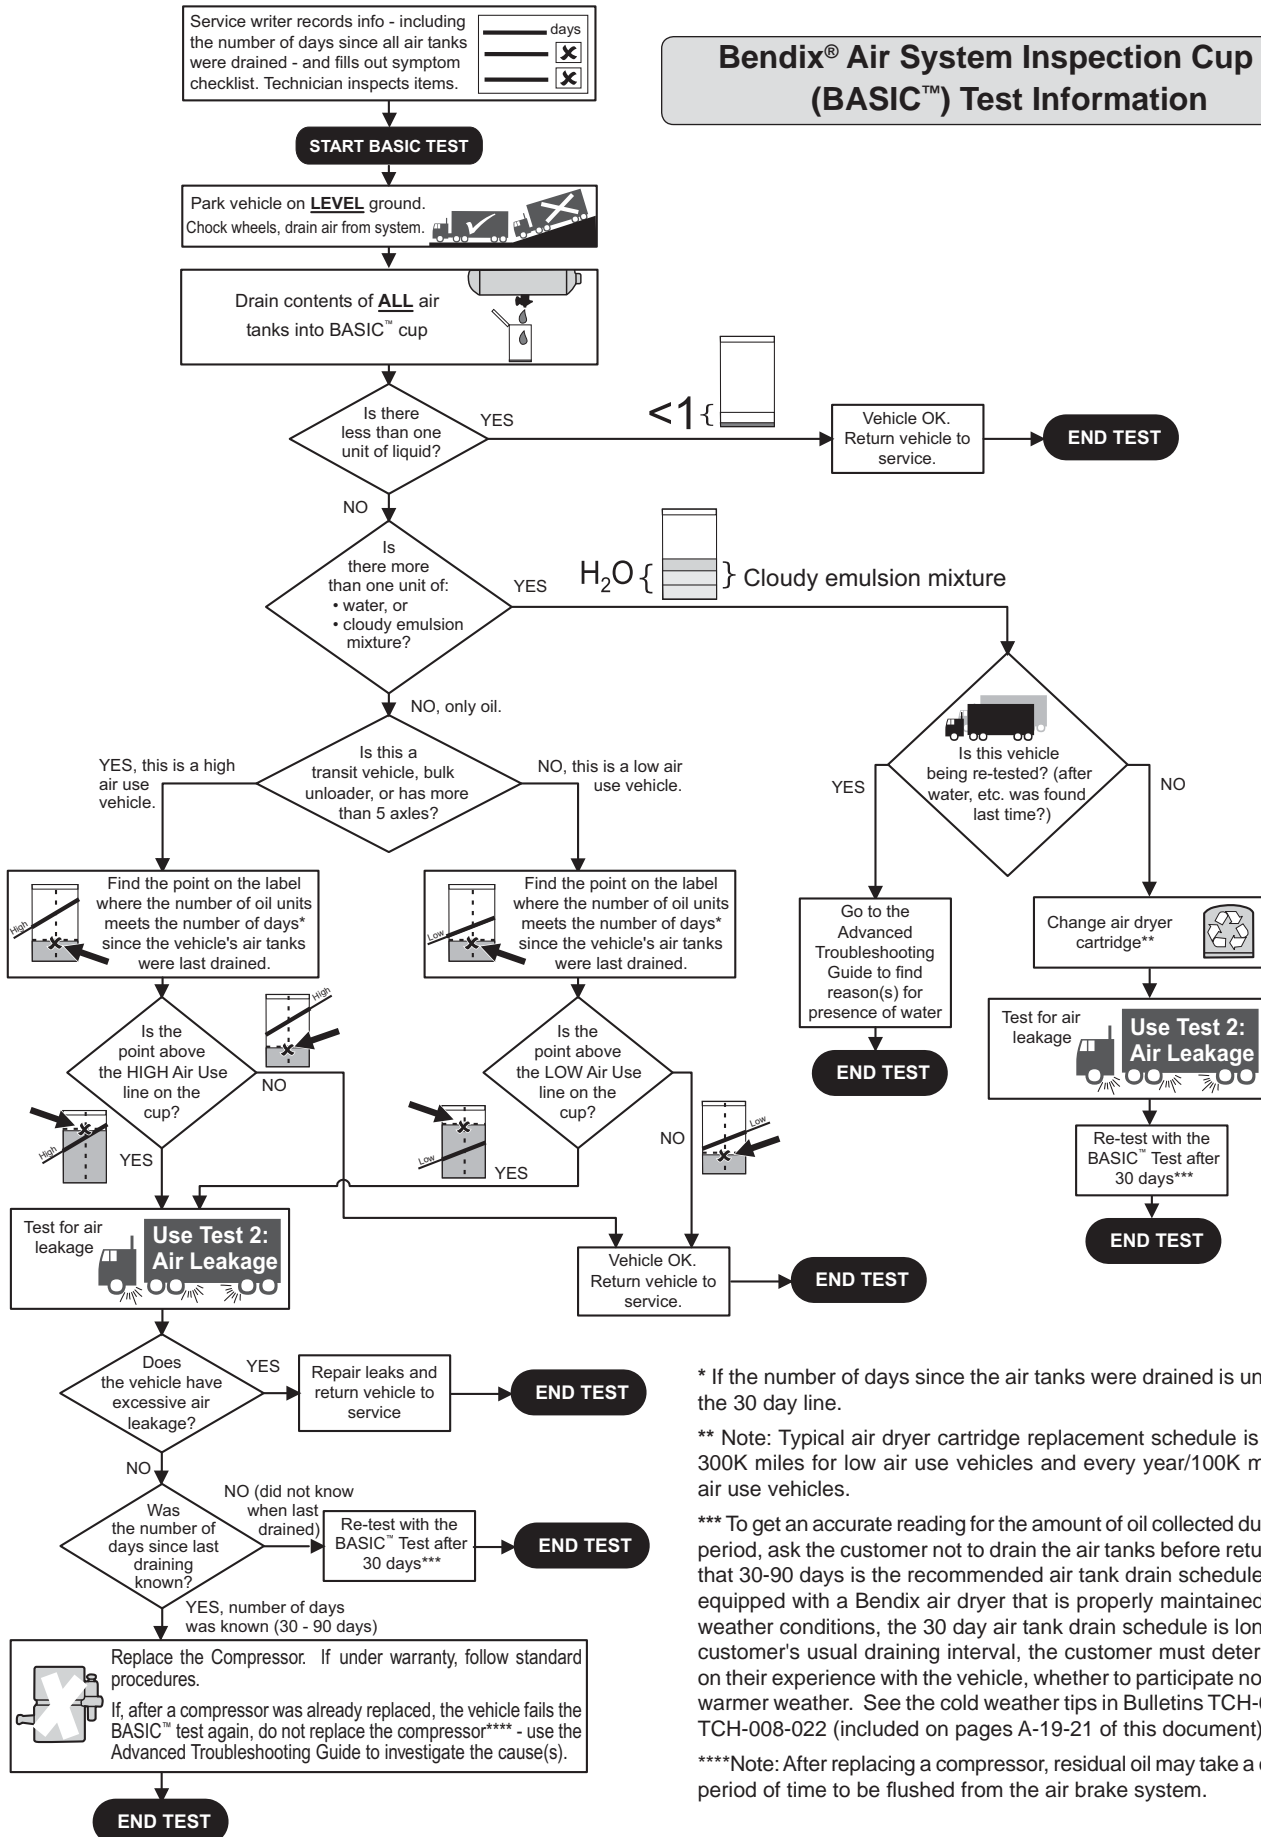 Service writer records info - including
the number of days since all air tanks
were drained - and fills out symptom
checklist. Technician inspects items.
days
Bendix® Air System Inspection Cup
(BASIC™) Test Information
START BASIC TEST
Park vehicle on LEVEL ground.
Chock wheels, drain air from system.
Drain contents of ALL air
tanks into BASIC™ cup
Is there
less than one
unit of liquid?
YES
<1 {
Vehicle OK.
Return vehicle to
service.
END TEST
NO
Is
there more
than one unit of:
• water, or
• cloudy emulsion
mixture?
YES
H₂O { } Cloudy emulsion mixture
NO, only oil.
Is this a
transit vehicle, bulk
unloader, or has more
than 5 axles?
YES, this is a high
air use
vehicle.
NO, this is a low air
use vehicle.
Is this vehicle
being re-tested? (after
water, etc. was found
last time?)
YES
NO
High
Find the point on the label
where the number of oil units
meets the number of days*
since the vehicle's air tanks
were last drained.
Low
Find the point on the label
where the number of oil units
meets the number of days*
since the vehicle's air tanks
were last drained.
Go to the
Advanced
Troubleshooting
Guide to find
reason(s) for
presence of water
END TEST
Change air dryer
cartridge**
Test for air
leakage
Use Test 2:
Air Leakage
Re-test with the
BASIC™ Test after
30 days***
END TEST
Is the
point above
the HIGH Air Use
line on the
cup?
High
NO
High
YES
Is the
point above
the LOW Air Use
line on the
cup?
Low
YES
NO
Low
Test for air
leakage
Use Test 2:
Air Leakage
Vehicle OK.
Return vehicle to
service.
END TEST
Does
the vehicle have
excessive air
leakage?
YES
Repair leaks and
return vehicle to
service
END TEST
NO
Was
the number of
days since last
draining
known?
NO (did not know
when last
drained)
Re-test with the
BASIC™ Test after
30 days***
END TEST
YES, number of days
was known (30 - 90 days)
Replace the Compressor. If under warranty, follow standard
procedures.
If, after a compressor was already replaced, the vehicle fails the
BASIC™ test again, do not replace the compressor**** - use the
Advanced Troubleshooting Guide to investigate the cause(s).
END TEST
* If the number of days since the air tanks were drained is un
the 30 day line.
** Note: Typical air dryer cartridge replacement schedule is
300K miles for low air use vehicles and every year/100K m
air use vehicles.
*** To get an accurate reading for the amount of oil collected du
period, ask the customer not to drain the air tanks before retu
that 30-90 days is the recommended air tank drain schedule
equipped with a Bendix air dryer that is properly maintained
weather conditions, the 30 day air tank drain schedule is lon
customer's usual draining interval, the customer must deter
on their experience with the vehicle, whether to participate no
warmer weather. See the cold weather tips in Bulletins TCH-
TCH-008-022 (included on pages A-19-21 of this document)
****Note: After replacing a compressor, residual oil may take a
period of time to be flushed from the air brake system.